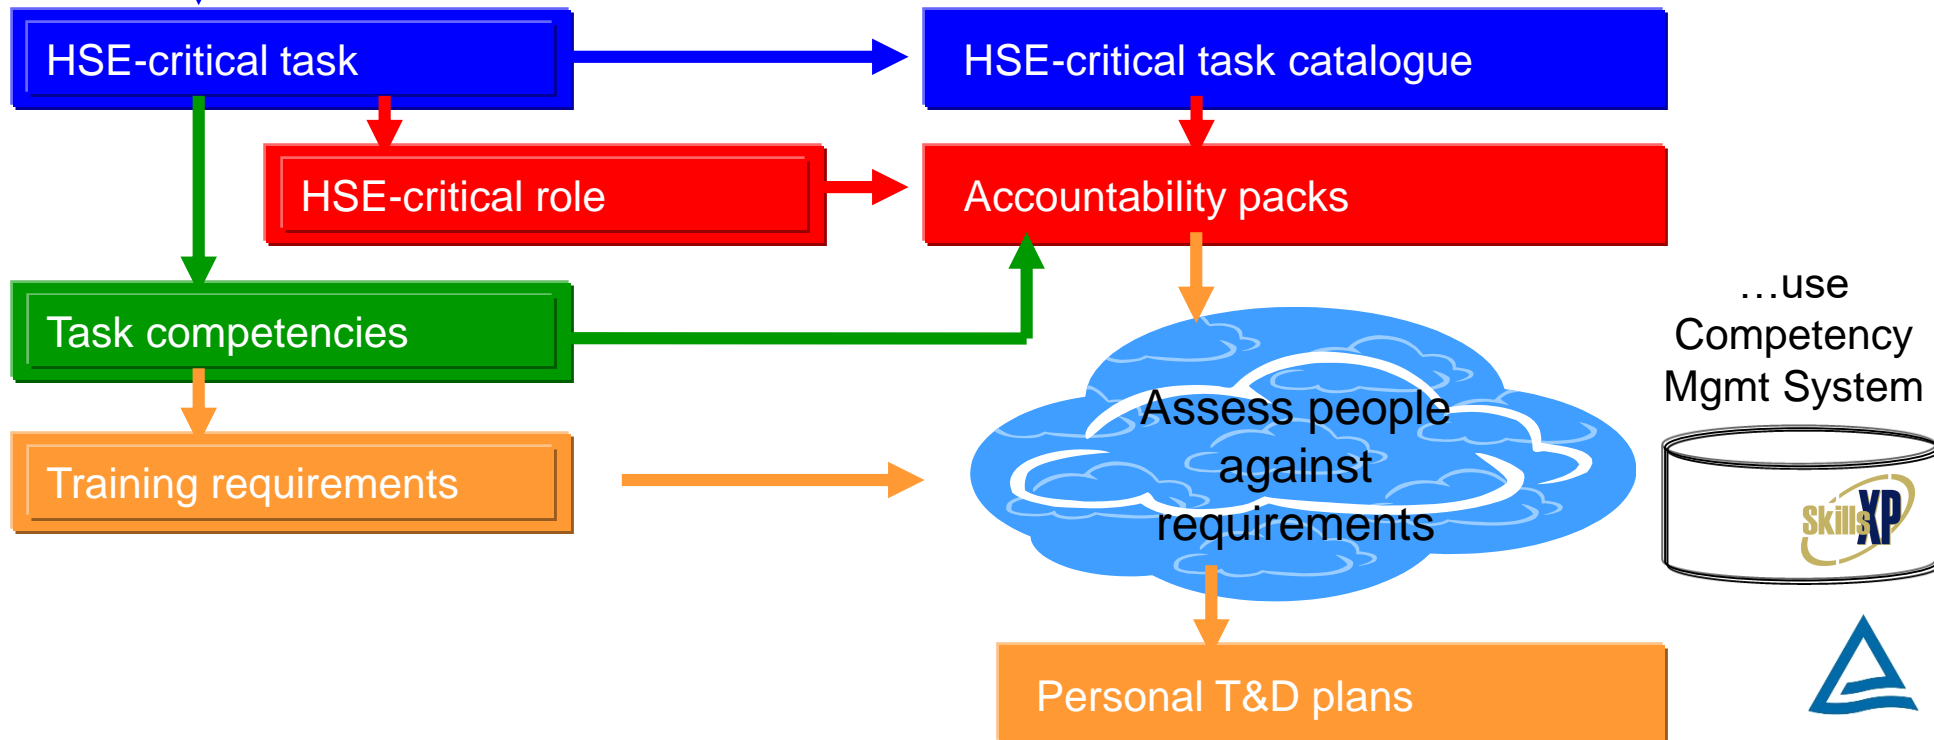 HSE-critical task
HSE-critical task catalogue
HSE-critical role
Accountability packs
Task competencies
…use
Competency
Mgmt System
Assess people
against
requirements
Training requirements
SkillsXP
Personal T&D plans